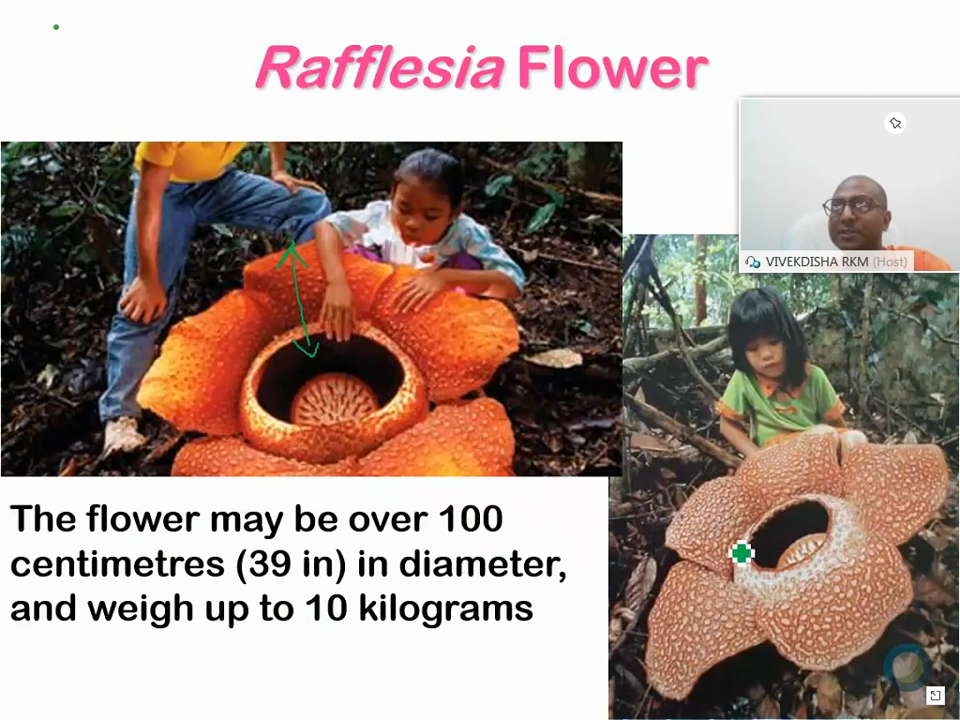 Rafflesia Flower
VIVEKDISHA RKM (Host)
The flower may be over 100
centimetres (39 in) in diameter,
and weigh up to 10 kilograms